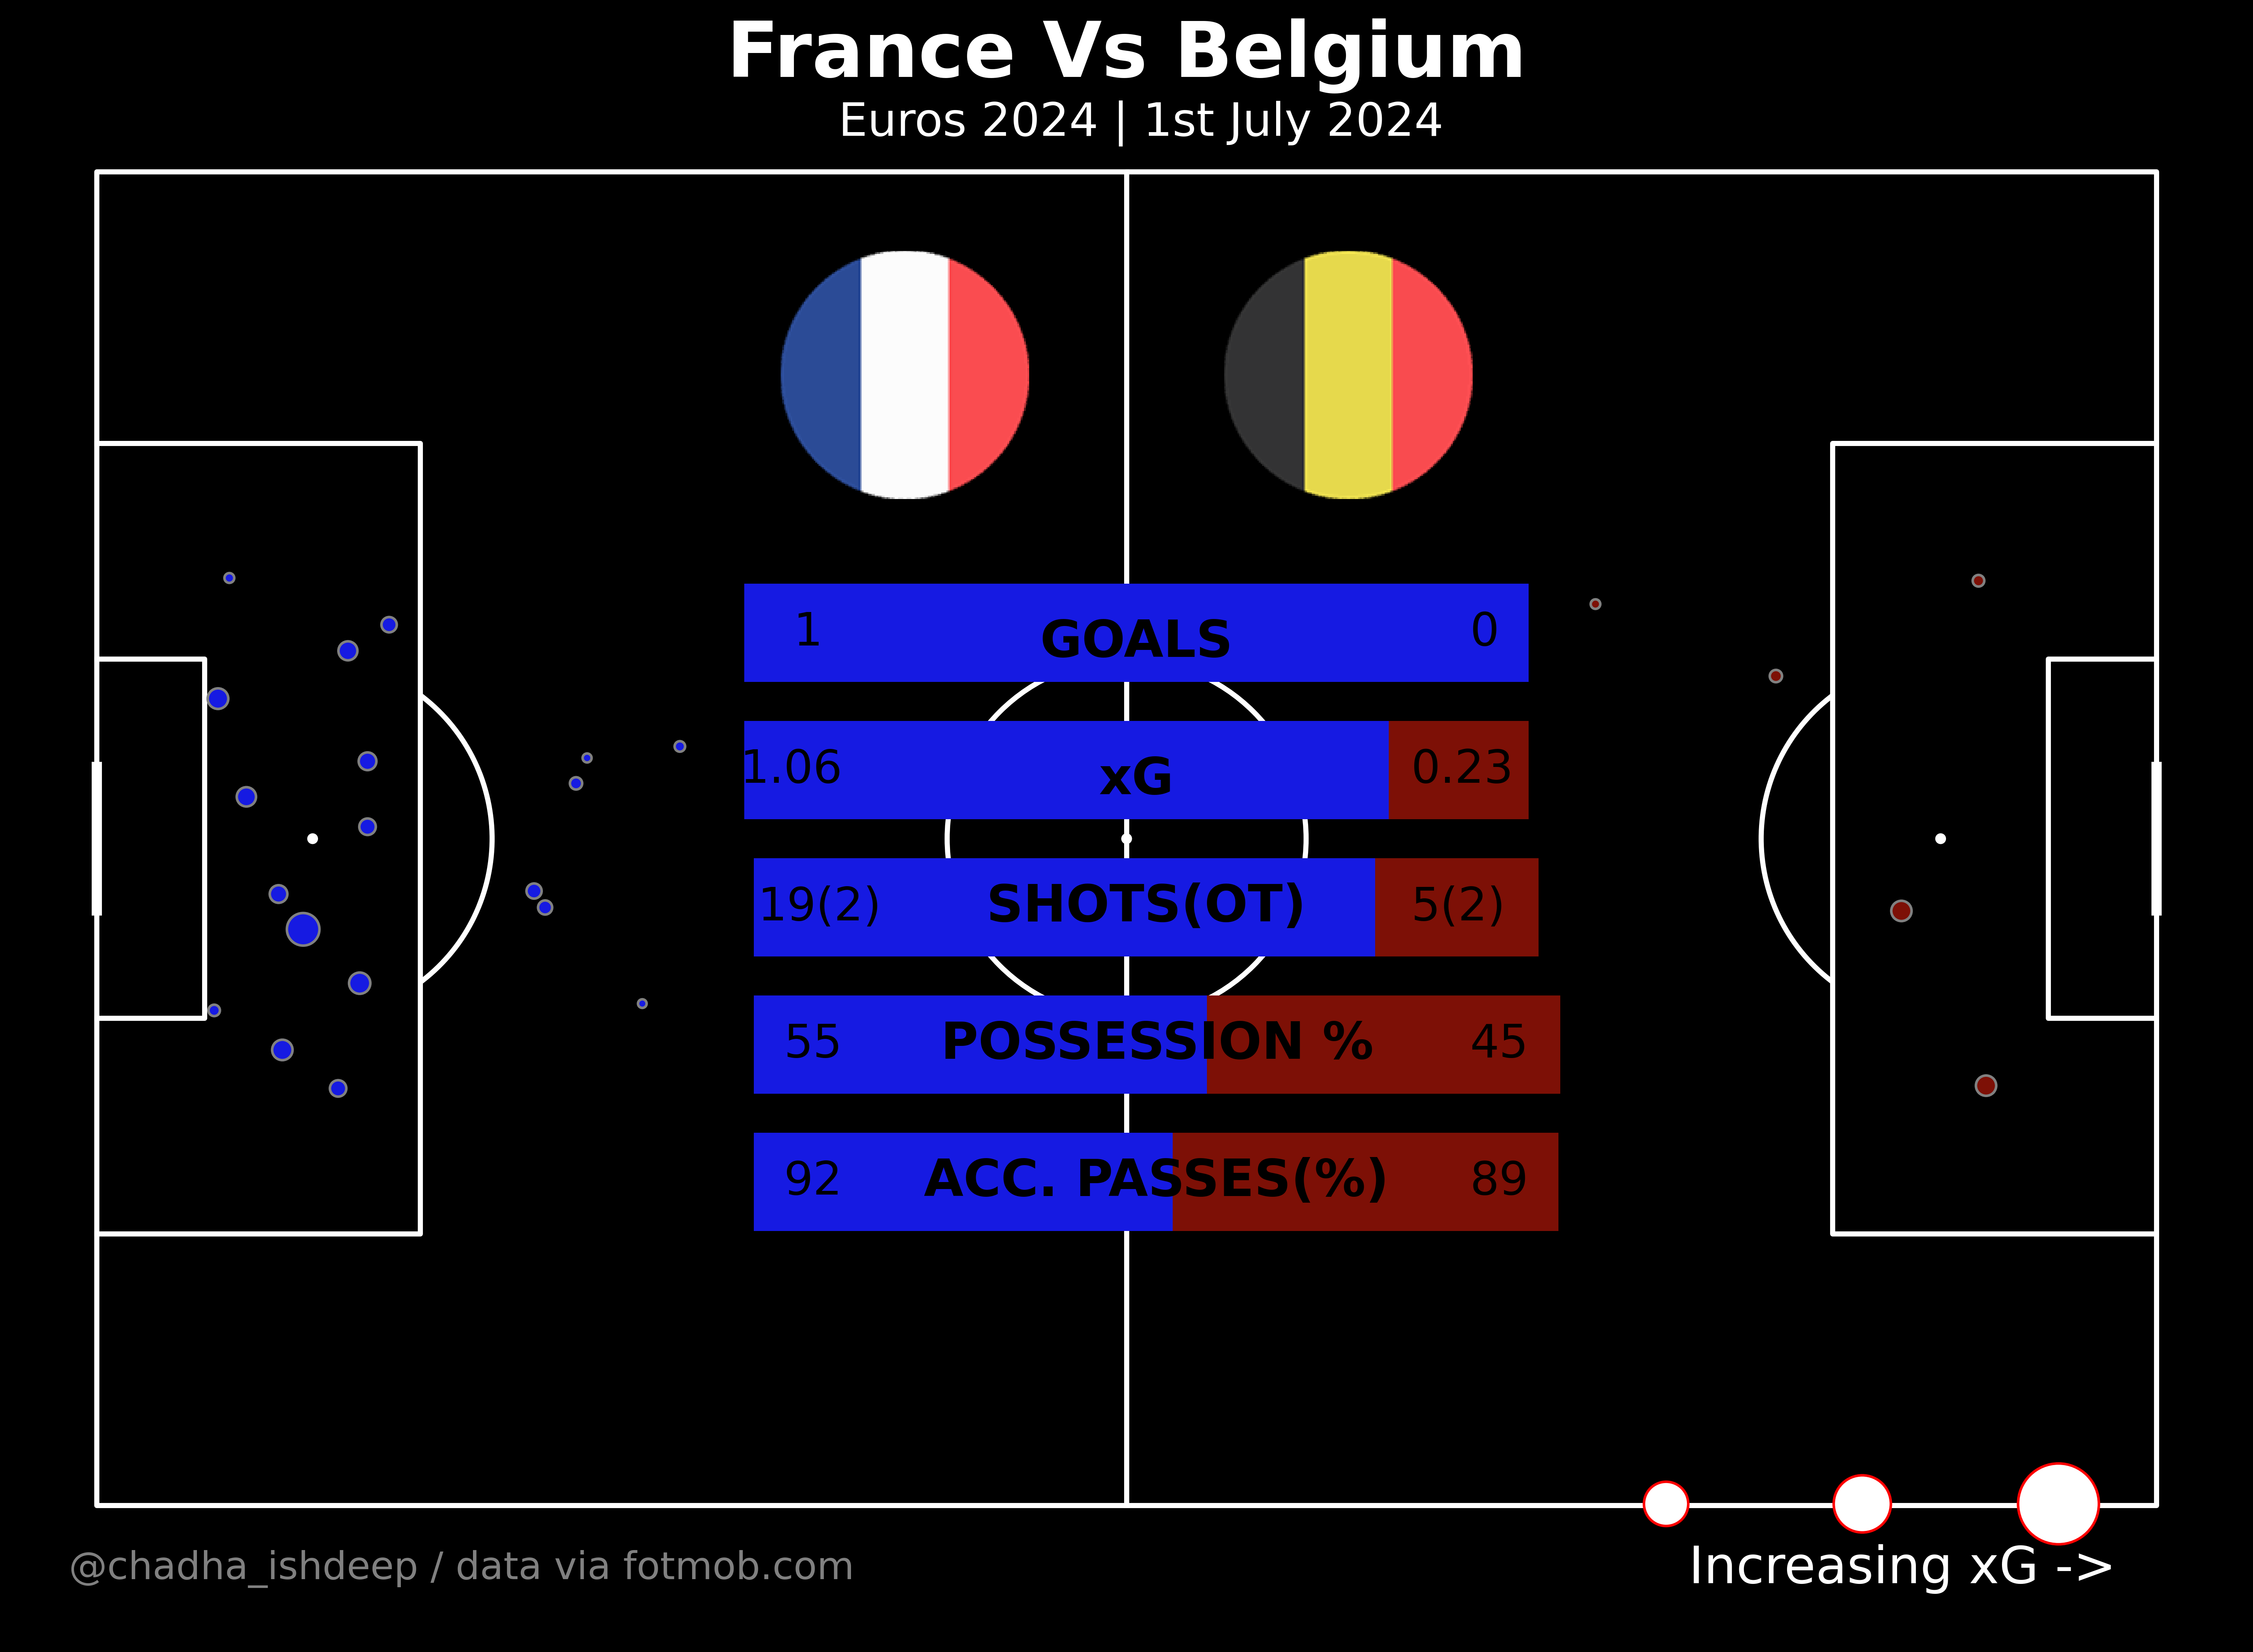 France Vs Belgium
Euros 2024 | 1st July 2024
1 GOALS 0
1.06 xG 0.23
19(2) SHOTS(OT) 5(2)
55 POSSESSION % 45
92 ACC. PASSES(%) 89
@chadha_ishdeep / data via fotmob.com
Increasing xG ->